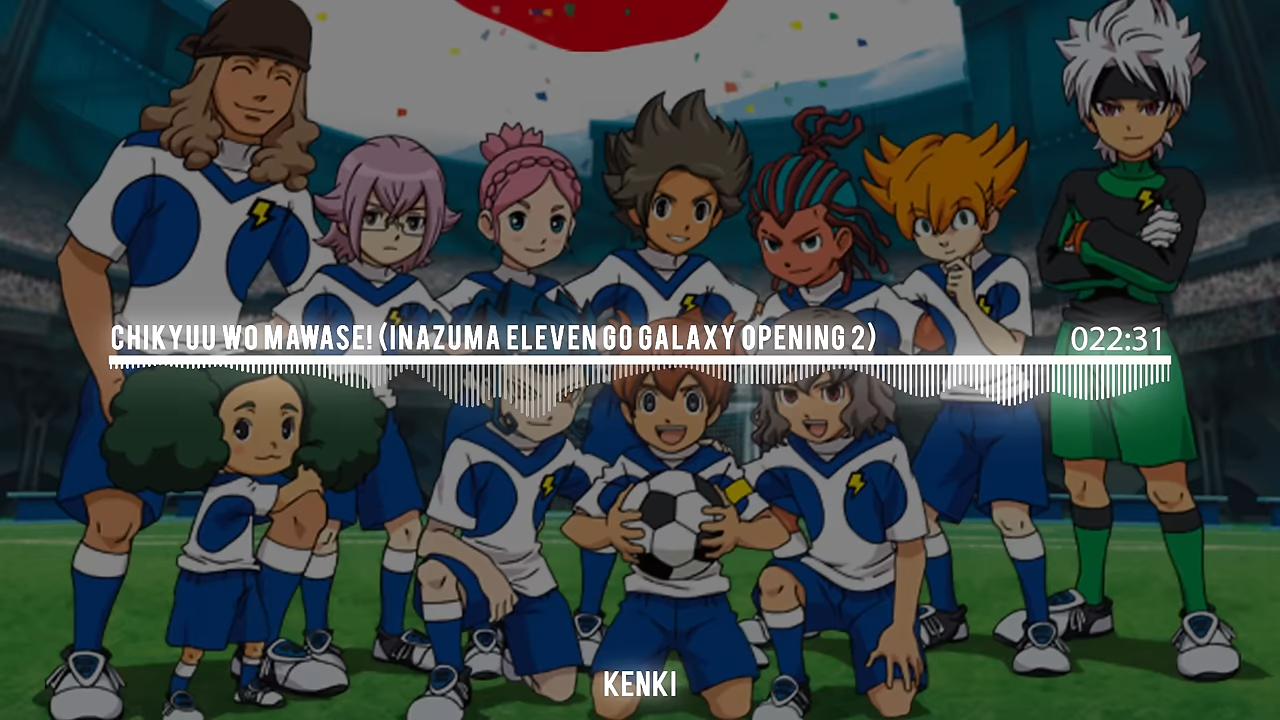 CHIKYUU WO MAWASE! (INAZUMA ELEVEN GO GALAXY OPENING 2)
022:31
KENKI